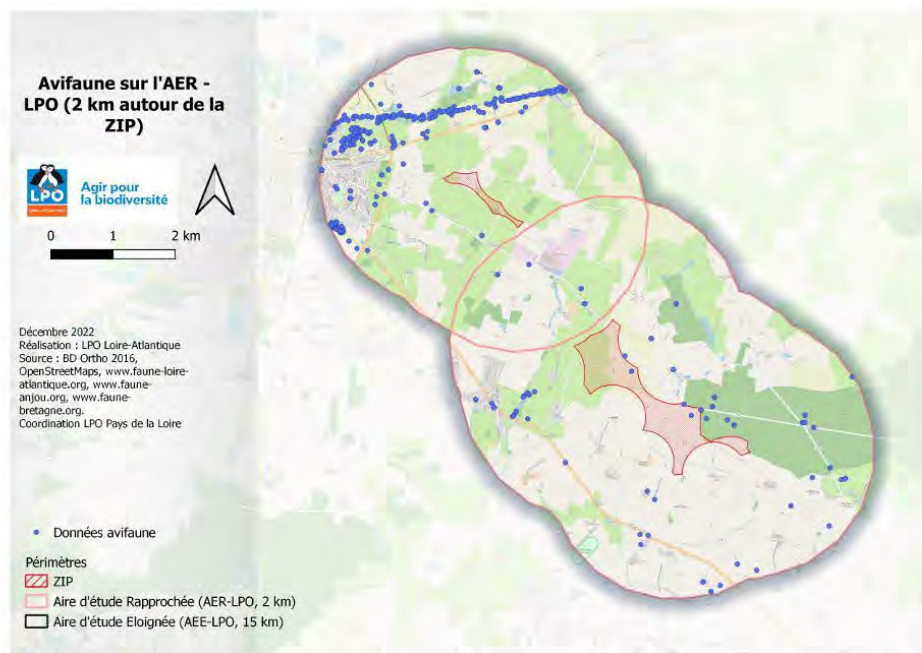 Avifaune sur l'AER -
LPO (2 km autour de la
ZIP)
LPO
Agir pour
la biodiversité
0 1 2 km
Décembre 2022
Réalisation : LPO Loire-Atlantique
Source : BD Ortho 2016,
OpenStreetMaps, www.faune-loire-
atlantique.org, www.faune-
anjou.org, www.faune-
bretagne.org.
Coordination LPO Pays de la Loire
Données avifaune
Périmètres
ZIP
Aire d'étude Rapprochée (AER-LPO, 2 km)
Aire d'étude Eloignée (AEE-LPO, 15 km)